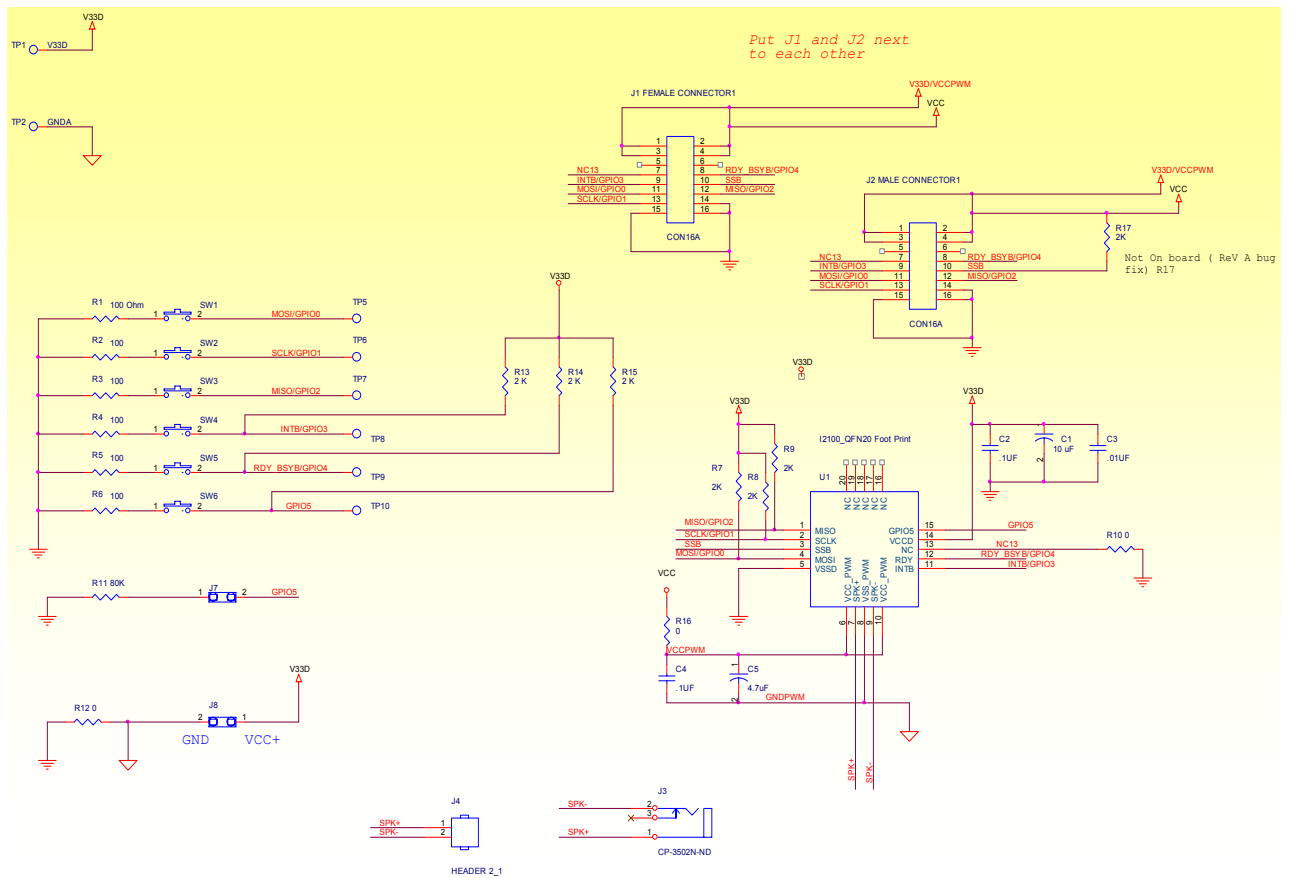 V33D
TP1
V33D
TP2
GNDA
Put J1 and J2 next
to each other
J1 FEMALE CONNECTOR1
V33D/VCCPWM
VCC
1 2
3 4
5 6
NC13 7 8 RDY_BSYB/GPIO4
INTB/GPIO3 9 10 SSB
MOSI/GPIO0 11 12 MISO/GPIO2
SCLK/GPIO1 13 14
15 16
CON16A
J2 MALE CONNECTOR1
V33D/VCCPWM
VCC
R17
2K
Not On board ( ReV A bug
fix) R17
1 2
3 4
5 6
NC13 7 8 RDY_BSYB/GPIO4
INTB/GPIO3 9 10 SSB
MOSI/GPIO0 11 12 MISO/GPIO2
SCLK/GPIO1 13 14
15 16
CON16A
V33D
R1 100 Ohm 1 SW1 2 MOSI/GPIO0 TP5
R2 100 1 SW2 2 SCLK/GPIO1 TP6
R3 100 1 SW3 2 MISO/GPIO2 TP7
R4 100 1 SW4 2 INTB/GPIO3 TP8
R5 100 1 SW5 2 RDY_BSYB/GPIO4 TP9
R6 100 1 SW6 2 GPIO5 TP10
R13
2 K
R14
2 K
R15
2 K
V33D
V33D
V33D
I2100_QFN20 Foot Print
U1
R7
2K
R8
2K
R9
2K
C2
.1UF
1
C1
10 uF
2
C3
.01UF
20 19 18 17 16
NC NC NC NC NC
MISO/GPIO2 1 MISO GPIO5 15 GPIO5
SCLK/GPIO1 2 SCLK VCCD 14
SSB 3 SSB NC 13 NC13
MOSI/GPIO0 4 MOSI RDY 12 RDY_BSYB/GPIO4
5 VSSD INTB 11 INTB/GPIO3
VCC_PWM SPK+ VSS_PWM SPK- VCC_PWM
6 7 8 9 10
R10 0
R11 80K
J7
1 2 GPIO5
VCC
R16
0
VCCPWM
C4
.1UF
1
C5
4.7uF
2
GNDPWM
SPK+
SPK-
V33D
R12 0
J8
2 1
GND VCC+
J4
SPK+ 1
SPK- 2
HEADER 2_1
J3
SPK- 2
3
SPK+ 1
CP-3502N-ND